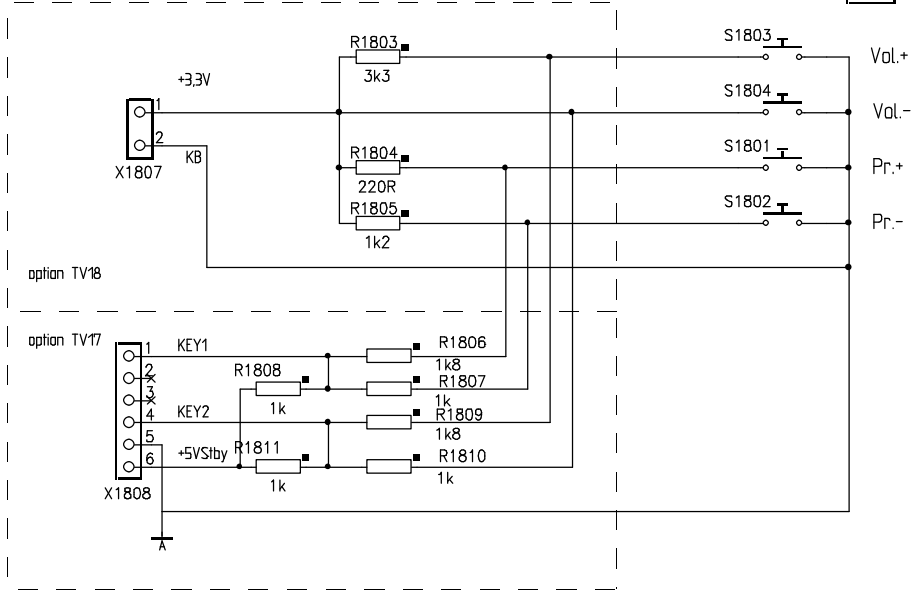 S1803
R1803
Vol.+
3k3
+3,3V
S1804
1
Vol.-
2
KB
X1807
R1804
S1801
Pr.+
220R
R1805
S1802
Pr.-
1k2
option TV18
option TV17
1
KEY1
R1806
1k8
2
R1808
R1807
3
1k
1k
4
KEY2
R1809
1k8
5
+5VStby
R1811
6
R1810
1k
1k
X1808
A